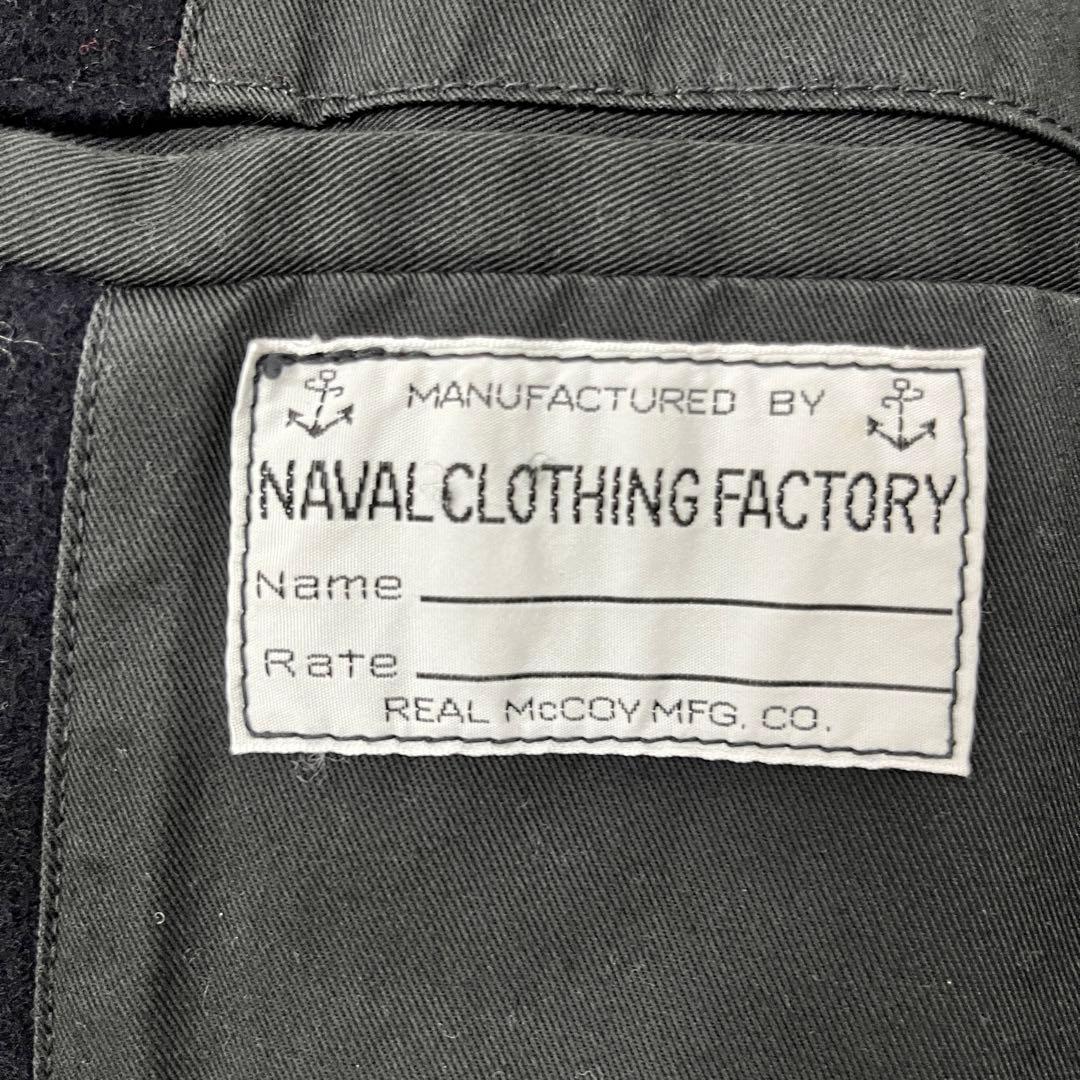 MANUFACTURED BY
NAVAL CLOTHING FACTORY
Name
Rate
REAL McCOY MFG. CO.